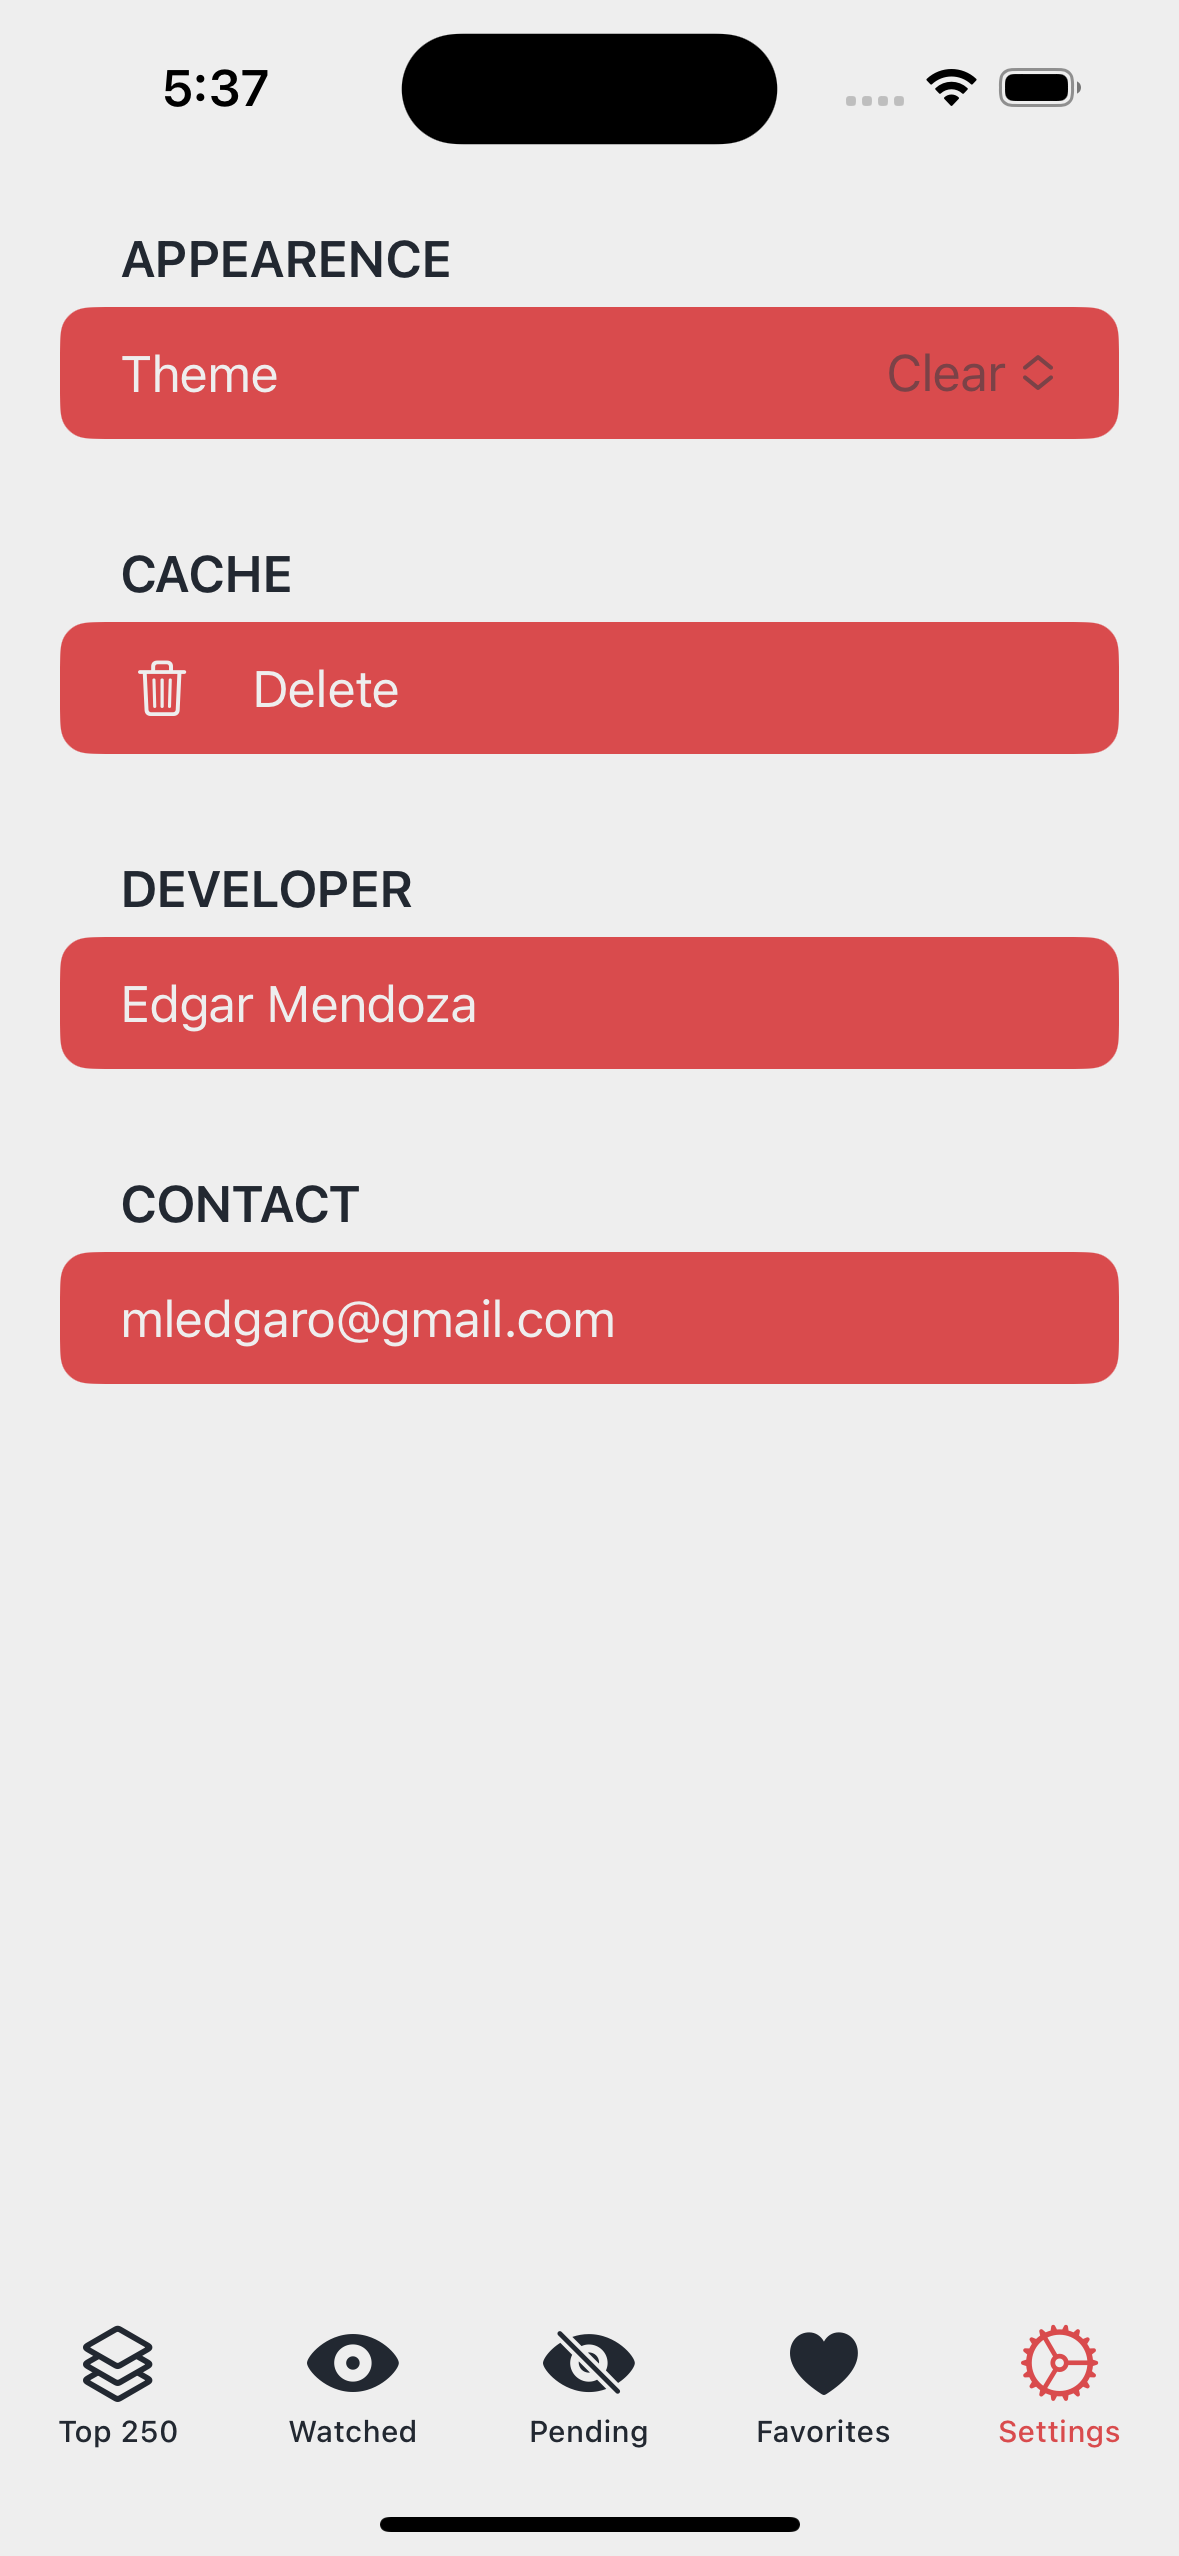 5:37
APPEARENCE
Theme
Clear
CACHE
Delete
DEVELOPER
Edgar Mendoza
CONTACT
mledgaro@gmail.com
Top 250
Watched
Pending
Favorites
Settings